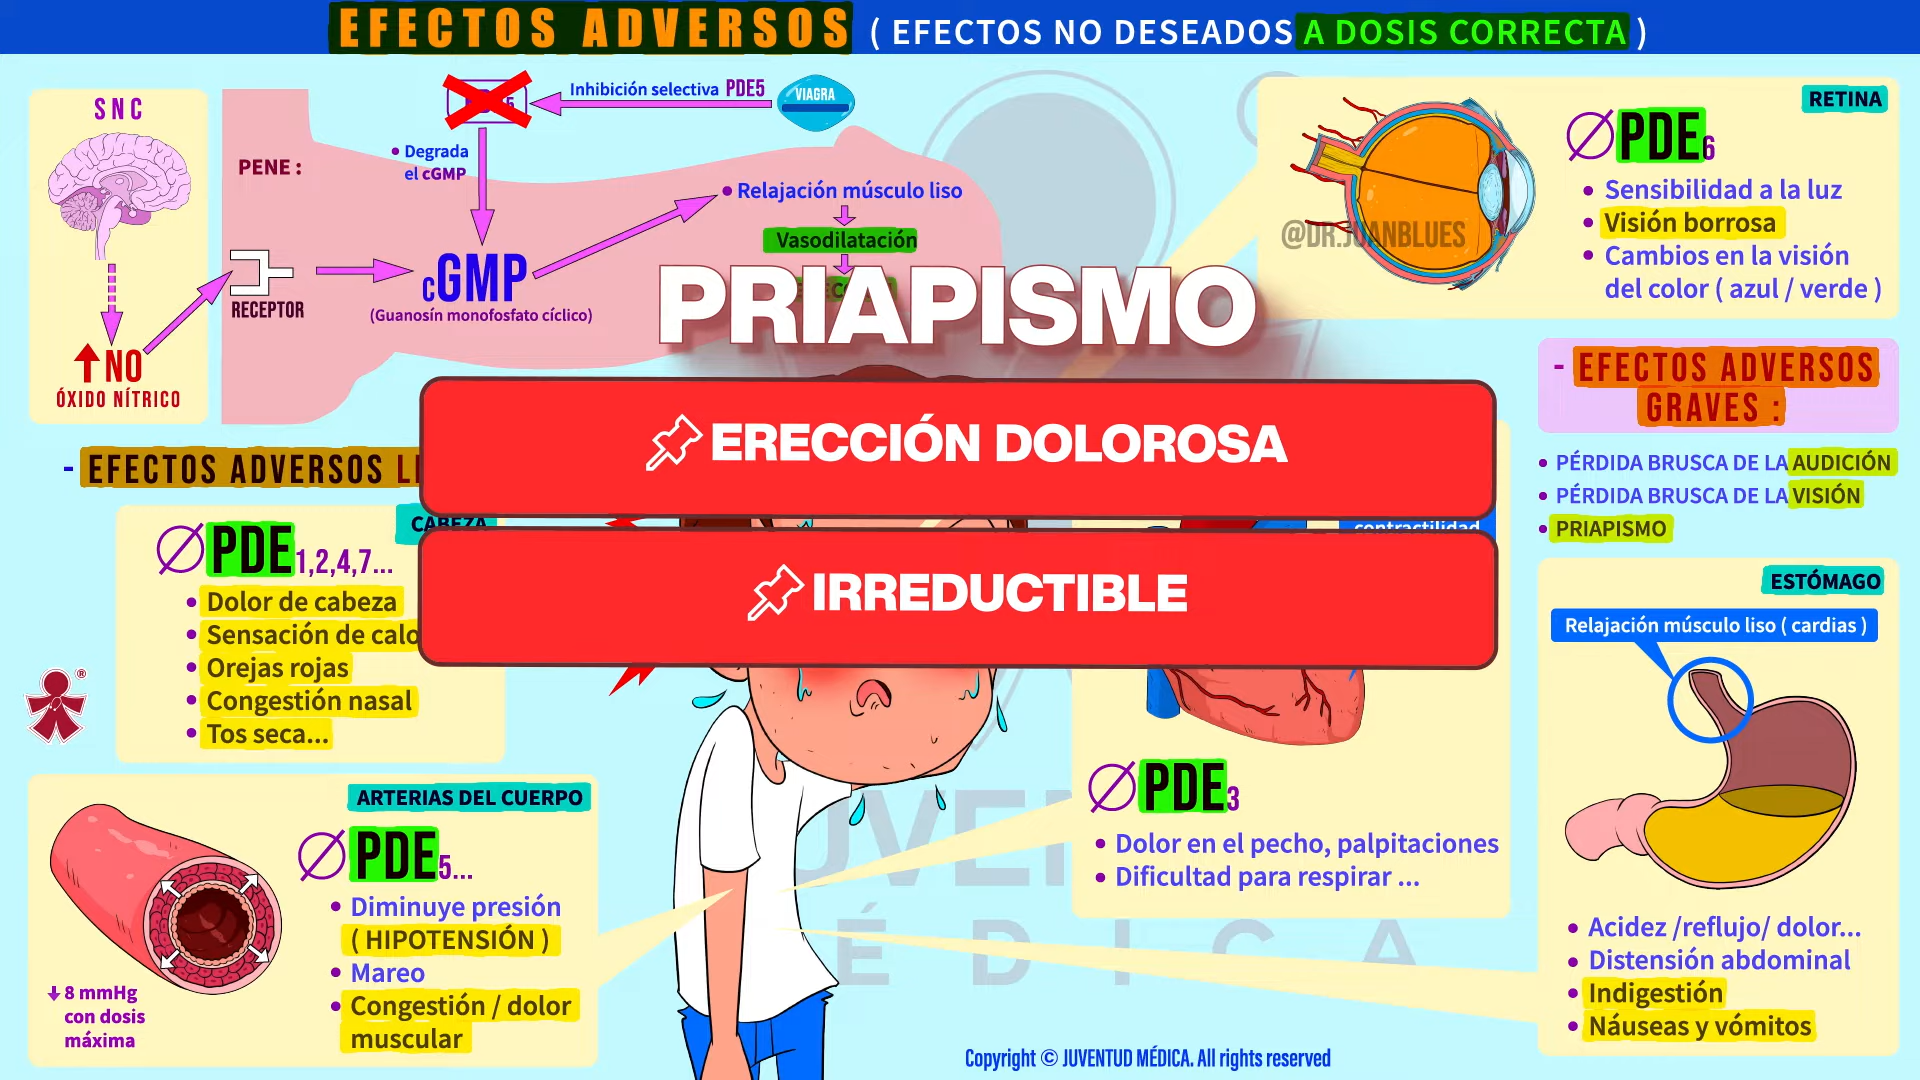 EFECTOS ADVERSOS ( EFECTOS NO DESEADOS A DOSIS CORRECTA )
SNC
PENE :
Inhibición selectiva PDE5
VIAGRA
• Degrada
el cGMP
• Relajación músculo liso
Vasodilatación
RECEPTOR
cGMP
(Guanosín monofosfato cíclico)
NO
ÓXIDO NÍTRICO
PRIAPISMO
ERECCIÓN DOLOROSA
IRREDUCTIBLE
RETINA
PDE6
• Sensibilidad a la luz
• Visión borrosa
• Cambios en la visión
del color ( azul / verde )
@DR.JUANBLUES
- EFECTOS ADVERSOS
GRAVES :
• PÉRDIDA BRUSCA DE LA AUDICIÓN
• PÉRDIDA BRUSCA DE LA VISIÓN
• PRIAPISMO
- EFECTOS ADVERSOS
CABEZA
PDE1,2,4,7...
• Dolor de cabeza
• Sensación de calo
• Orejas rojas
• Congestión nasal
• Tos seca...
®
ARTERIAS DEL CUERPO
PDE5...
• Diminuye presión
( HIPOTENSIÓN )
• Mareo
• Congestión / dolor
muscular
8 mmHg
con dosis
máxima
contractilidad
PDE3
• Dolor en el pecho, palpitaciones
• Dificultad para respirar ...
ESTÓMAGO
Relajación músculo liso ( cardias )
• Acidez /reflujo/ dolor...
• Distensión abdominal
• Indigestión
• Náuseas y vómitos
Copyright © JUVENTUD MÉDICA. All rights reserved